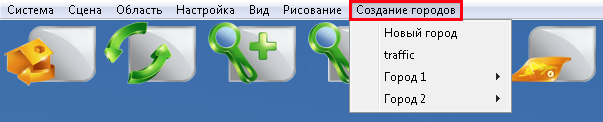 Система Сцена Область Настройка Вид Рисование Создание городов
Новый город
traffic
Город 1
Город 2